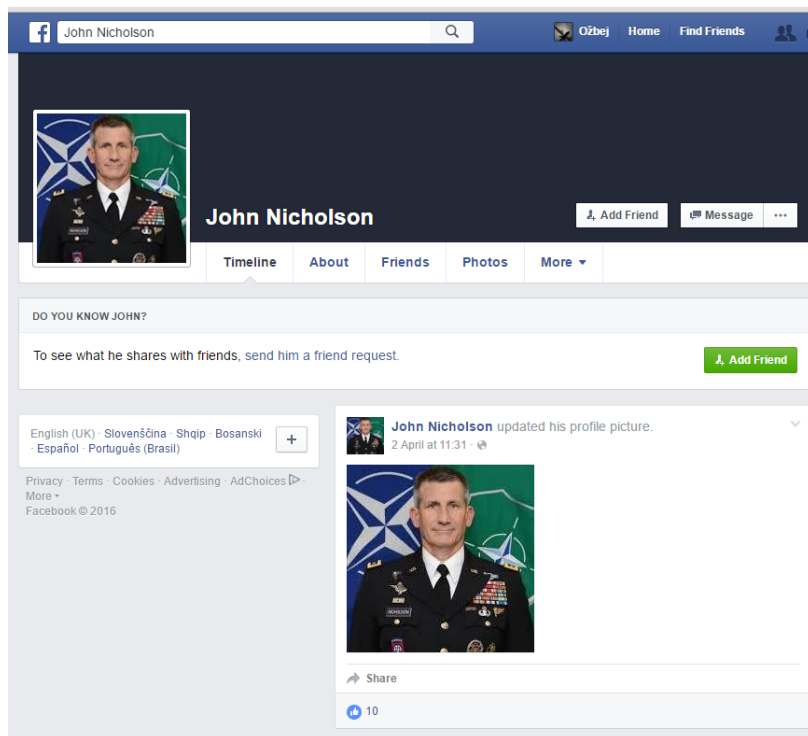 f
John Nicholson
Ožbej Home Find Friends
John Nicholson
Add Friend Message ...
Timeline About Friends Photos More
DO YOU KNOW JOHN?
To see what he shares with friends, send him a friend request.
Add Friend
English (UK) · Slovenščina · Shqip · Bosanski
· Español · Português (Brasil)
+
Privacy · Terms · Cookies · Advertising · AdChoices ·
More
Facebook © 2016
John Nicholson updated his profile picture.
2 April at 11:31 ·
NICHOLSON
Share
10